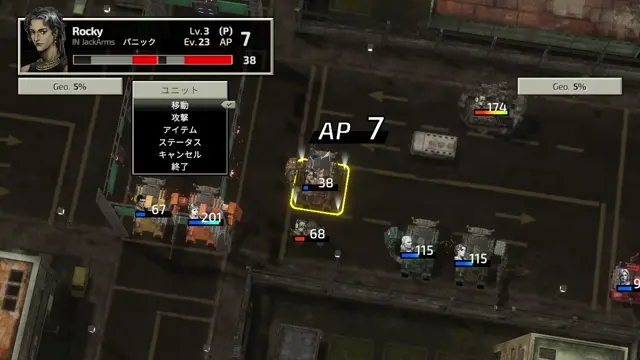 Rocky
Lv.3 (P)
IN JackArms パニック
Ev.23 AP 7
38
Geo. 5%
Geo. 5%
ユニット
移動
攻撃
アイテム
ステータス
キャンセル
終了
174
AP 7
38
67
201
68
115
115
9